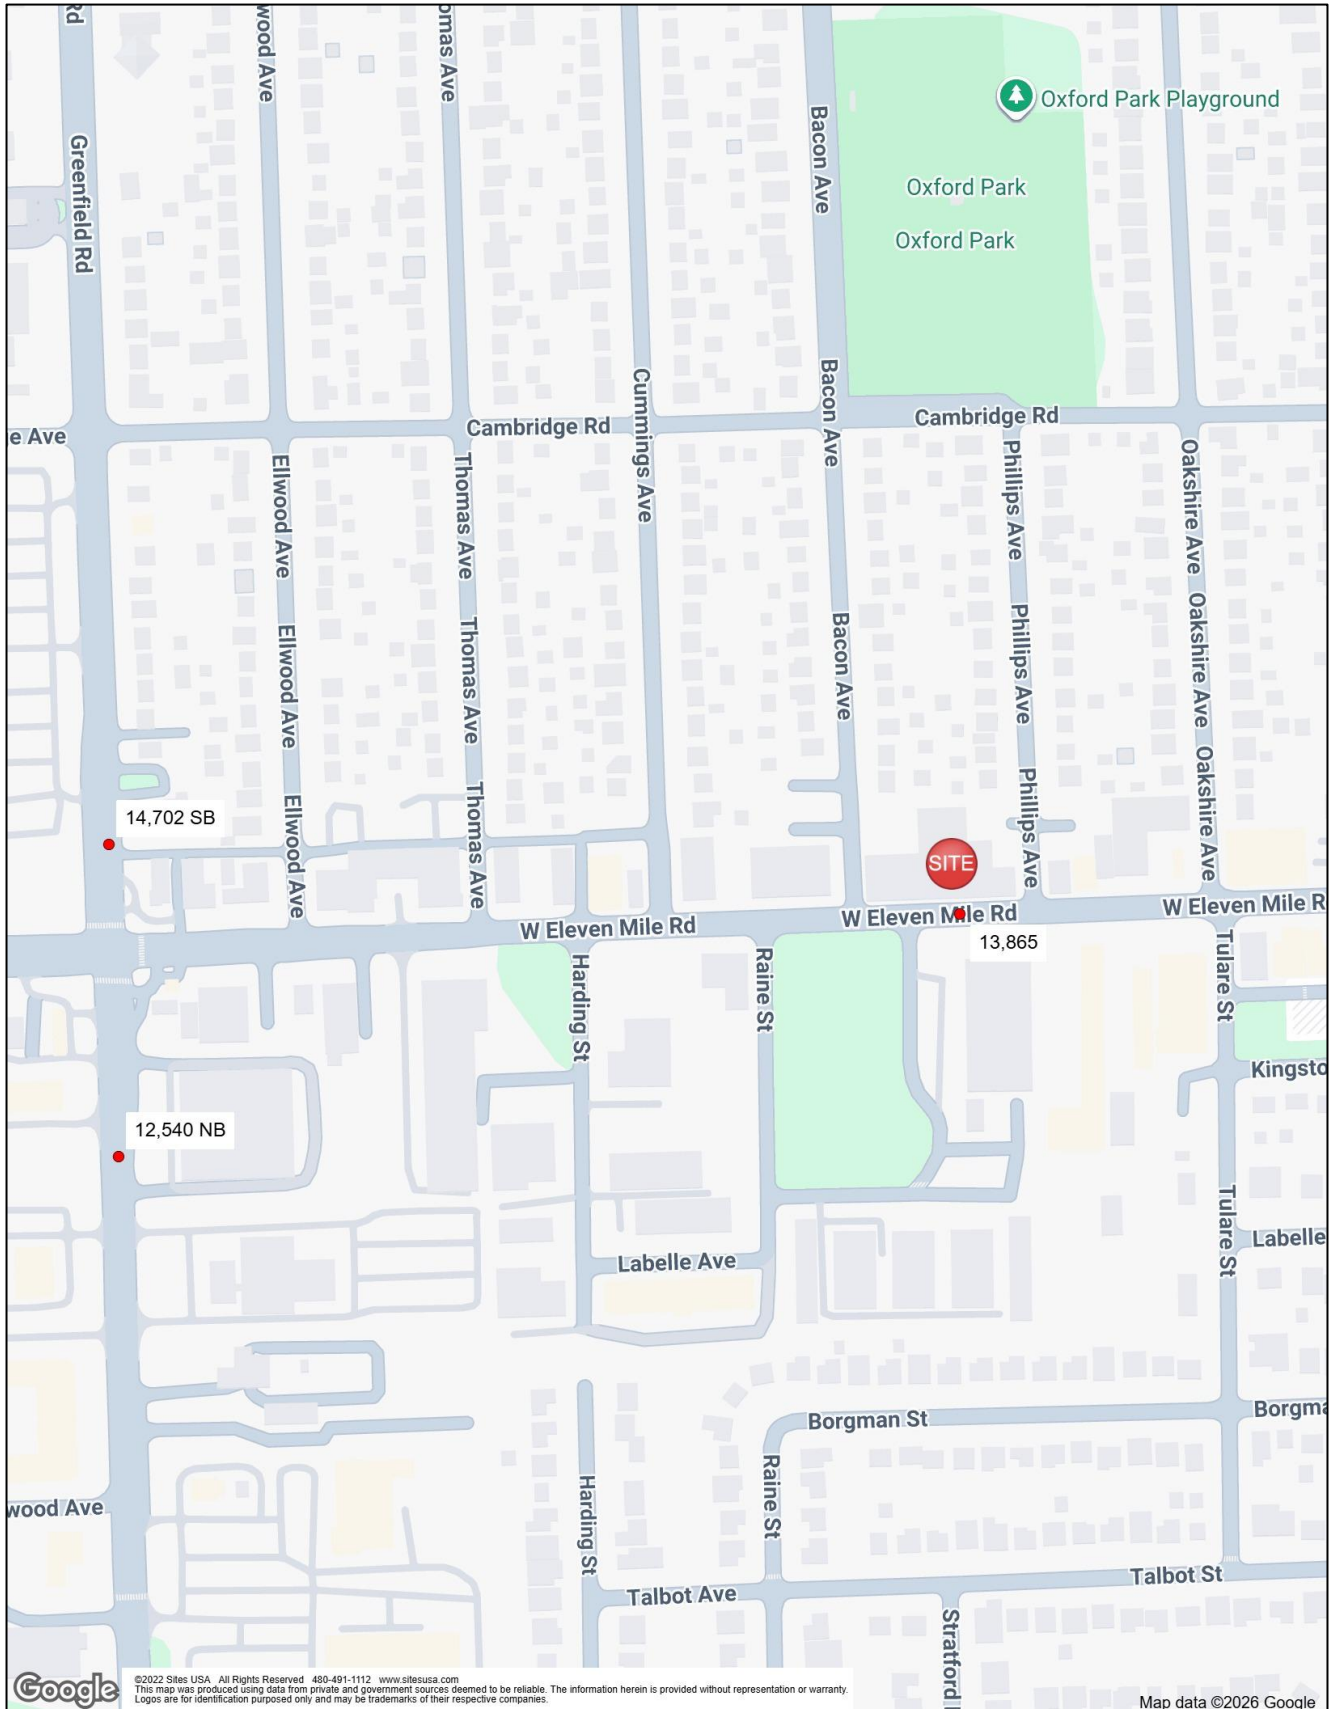 Rd
wood Ave
omas Ave
Greenfield Rd
Bacon Ave
Oxford Park Playground
Oxford Park
Oxford Park
e Ave
Cambridge Rd
Cummings Ave
Bacon Ave
Cambridge Rd
Ellwood Ave
Thomas Ave
Phillips Ave
Oakshire Ave
Ellwood Ave
Thomas Ave
Bacon Ave
Phillips Ave
Oakshire Ave
14,702 SB
Ellwood Ave
Thomas Ave
SITE
Phillips Ave
Oakshire Ave
W Eleven Mile Rd
W Eleven Mile Rd
W Eleven Mile R
13,865
Harding St
Raine St
Tulare St
Kingsto
12,540 NB
Labelle Ave
Tulare St
Labelle
Borgman St
Borgma
wood Ave
Harding St
Raine St
Talbot Ave
Talbot St
Stratford
Google
©2022 Sites USA All Rights Reserved 480-491-1112 www.sitesusa.com
This map was produced using data from private and government sources deemed to be reliable. The information herein is provided without representation or warranty.
Logos are for identification purposed only and may be trademarks of their respective companies.
Map data ©2026 Google